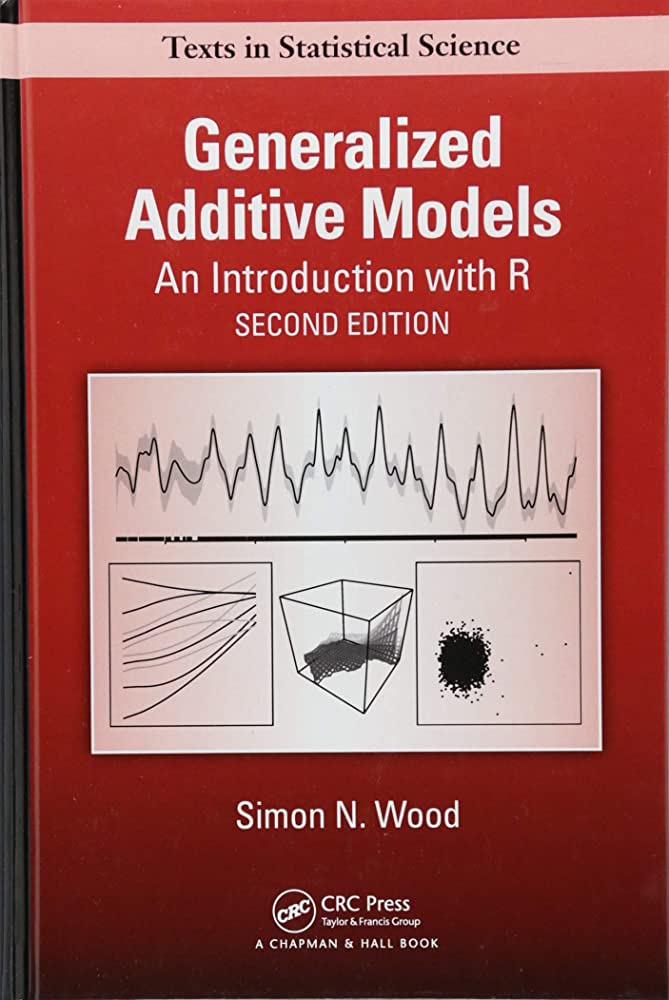 Texts in Statistical Science
Generalized
Additive Models
An Introduction with R
SECOND EDITION
Simon N. Wood
CRC
CRC Press
Taylor & Francis Group
A CHAPMAN & HALL BOOK